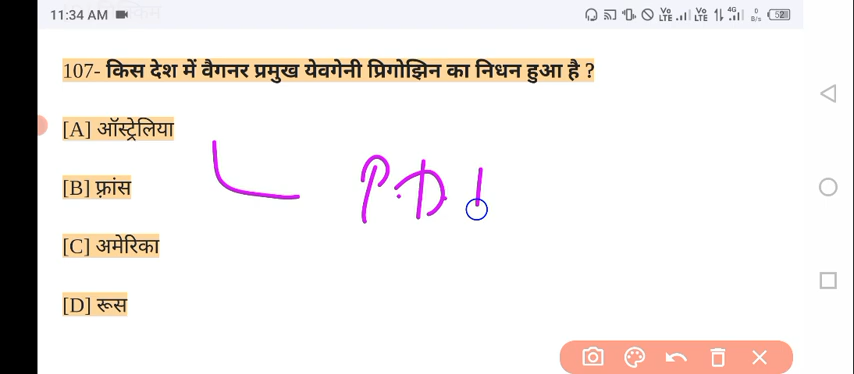 11:34 AM
107- किस देश में वैगनर प्रमुख येवगेनी प्रिगोझिन का निधन हुआ है ?
[A] ऑस्ट्रेलिया
[B] फ़्रांस
[C] अमेरिका
[D] रूस
P.D